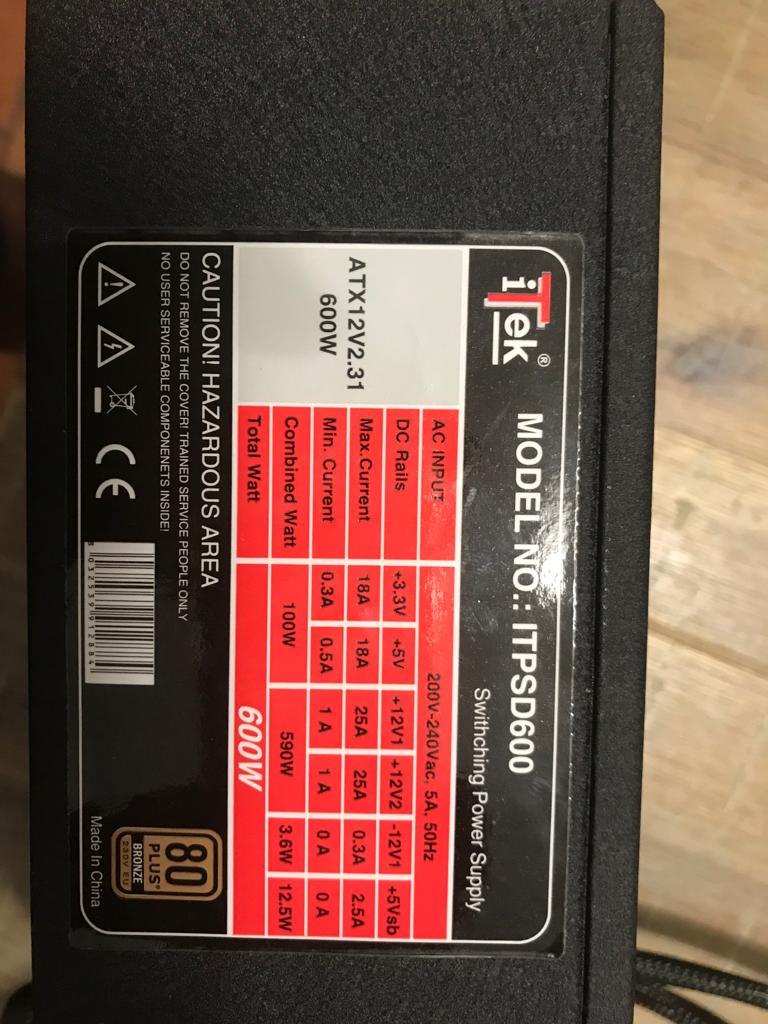 iTek®
MODEL NO.: ITPSD600
Swithching Power Supply
ATX12V2.31
600W
AC INPUT 200V-240Vac, 5A, 50Hz
DC Rails +3.3V +5V +12V1 +12V2 -12V1 +5Vsb
Max.Current 18A 18A 25A 25A 0.3A 2.5A
Min. Current 0.3A 0.5A 1 A 1 A 0 A 0 A
Combined Watt 100W 590W 3.6W 12.5W
Total Watt 600W
CAUTION! HAZARDOUS AREA
DO NOT REMOVE THE COVER! TRAINED SERVICE PEOPLE ONLY
NO USER SERVICEABLE COMPONENETS INSIDE!
CE
8032539912884
80
PLUS®
BRONZE
230V EU
Made In China